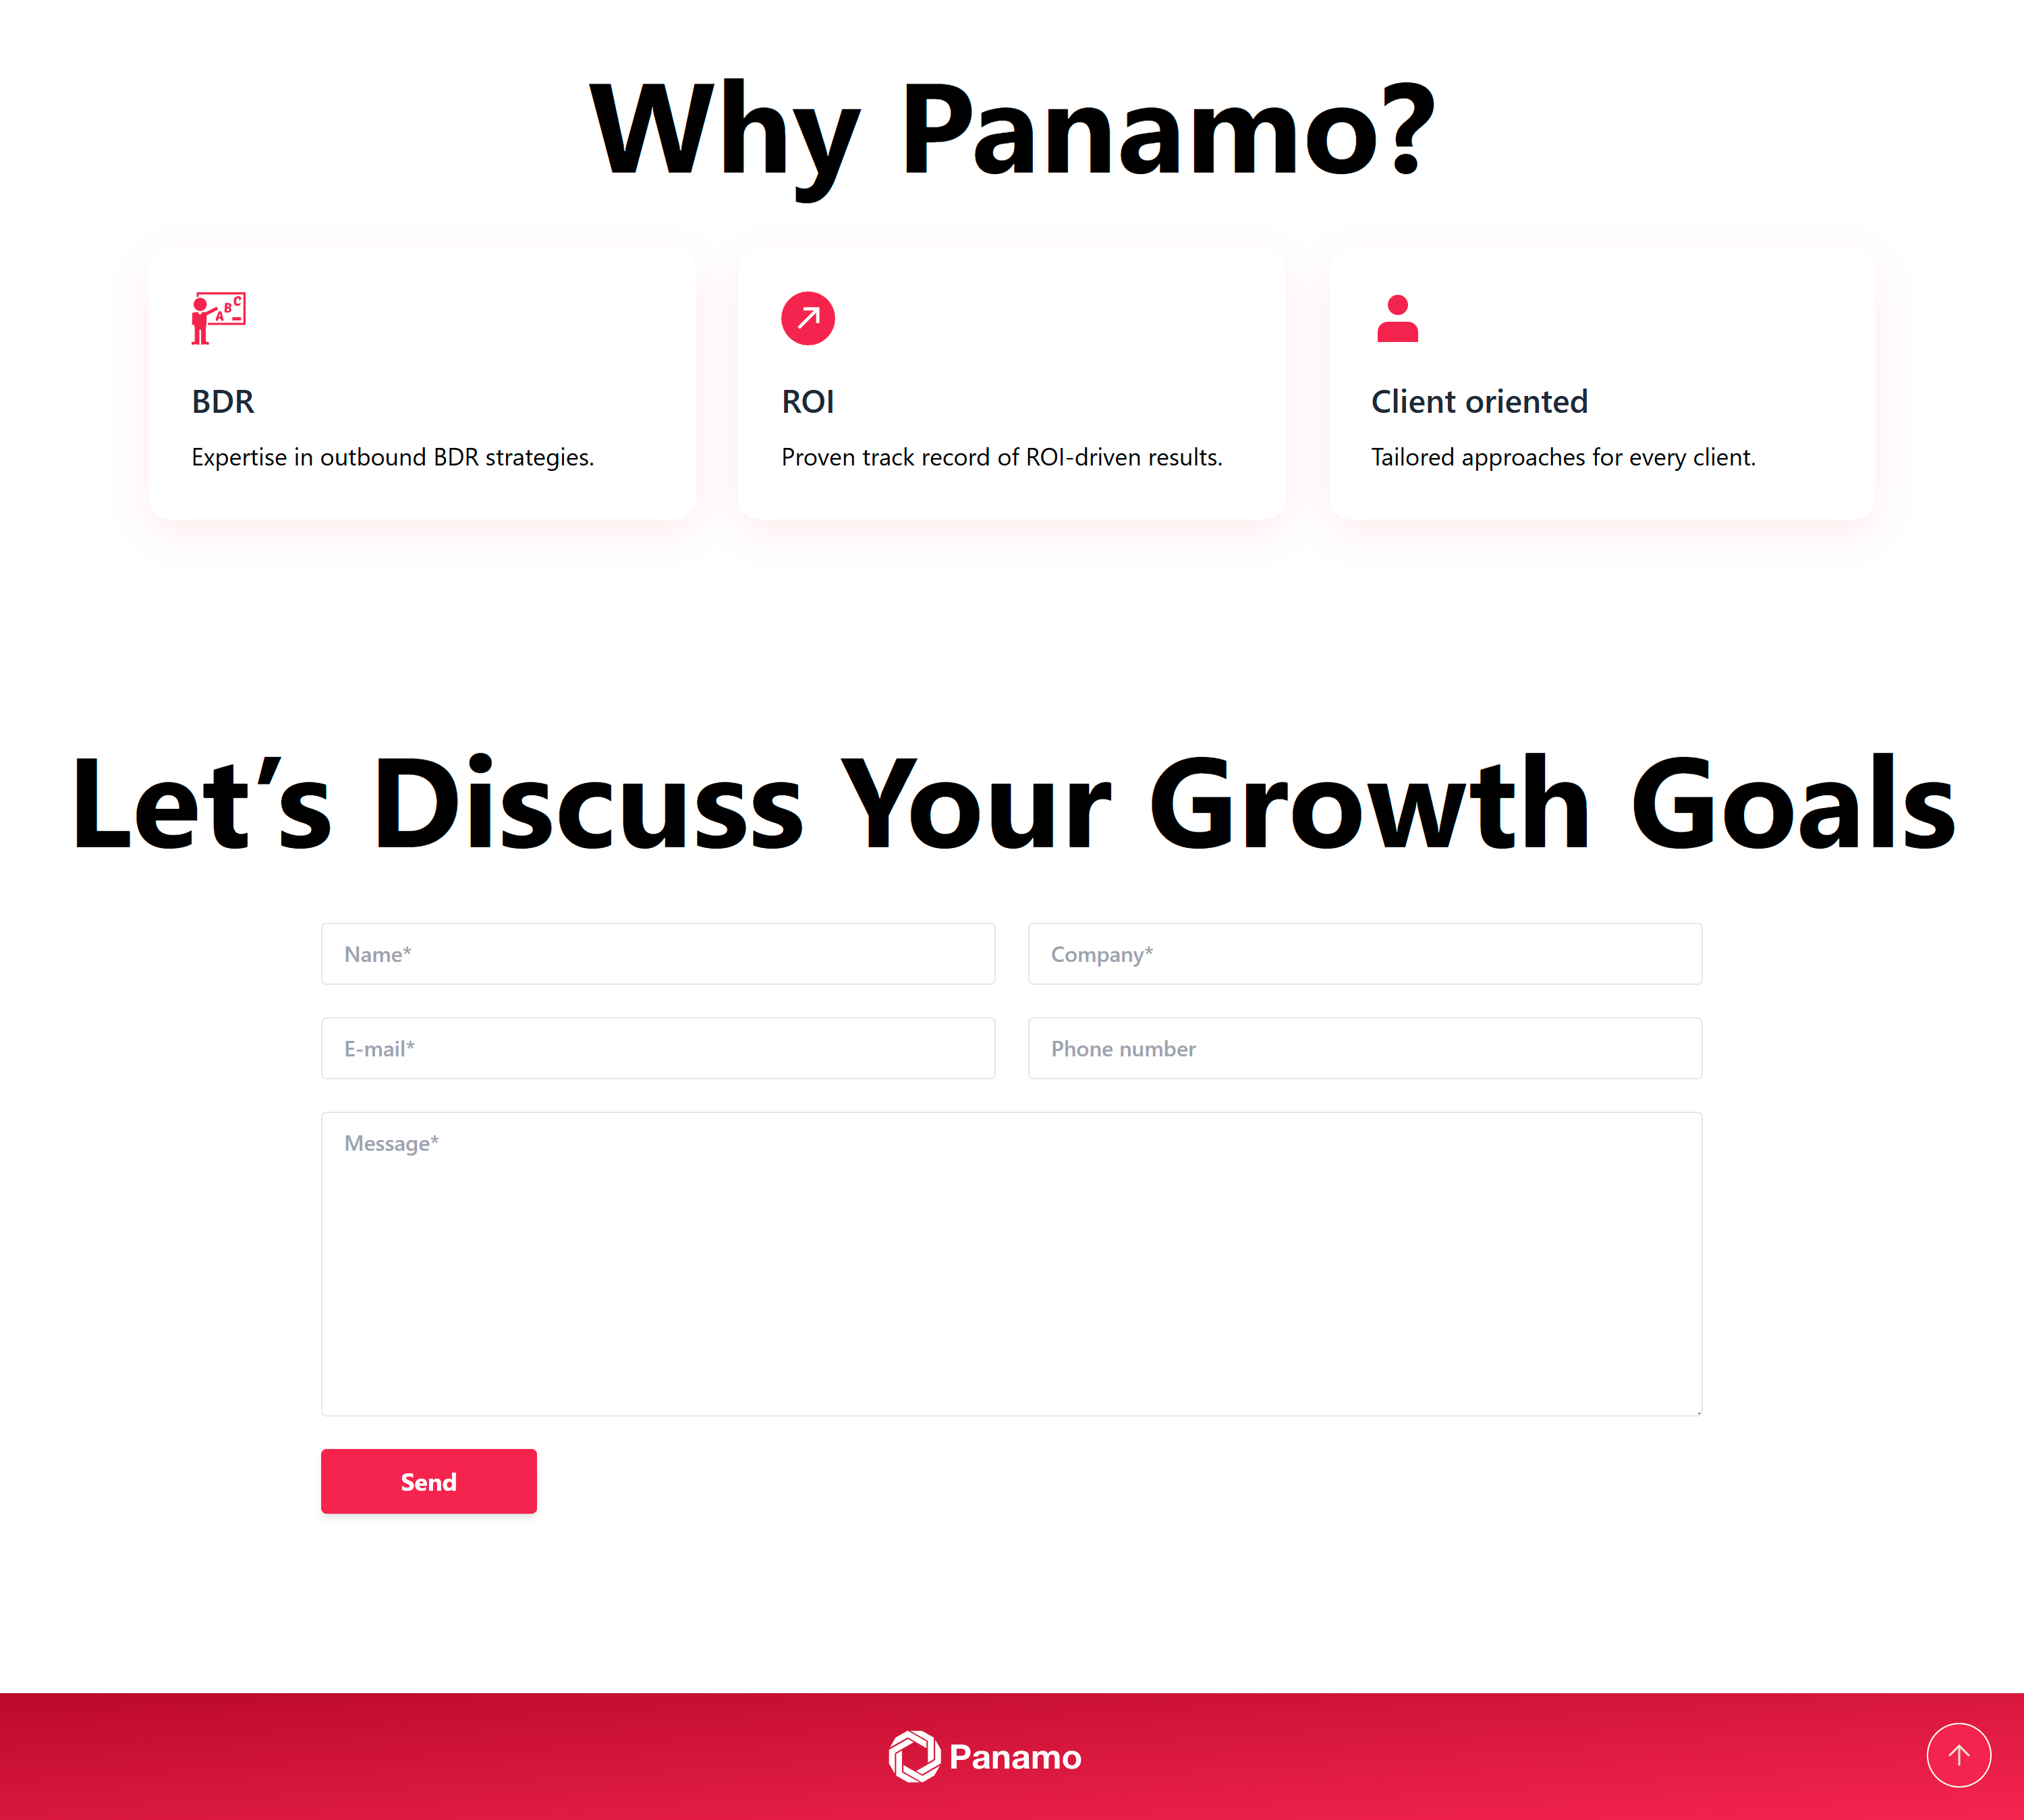 Why Panamo?
A B C
BDR
Expertise in outbound BDR strategies.
ROI
Proven track record of ROI-driven results.
Client oriented
Tailored approaches for every client.
Let’s Discuss Your Growth Goals
Name*
Company*
E-mail*
Phone number
Message*
Send
Panamo